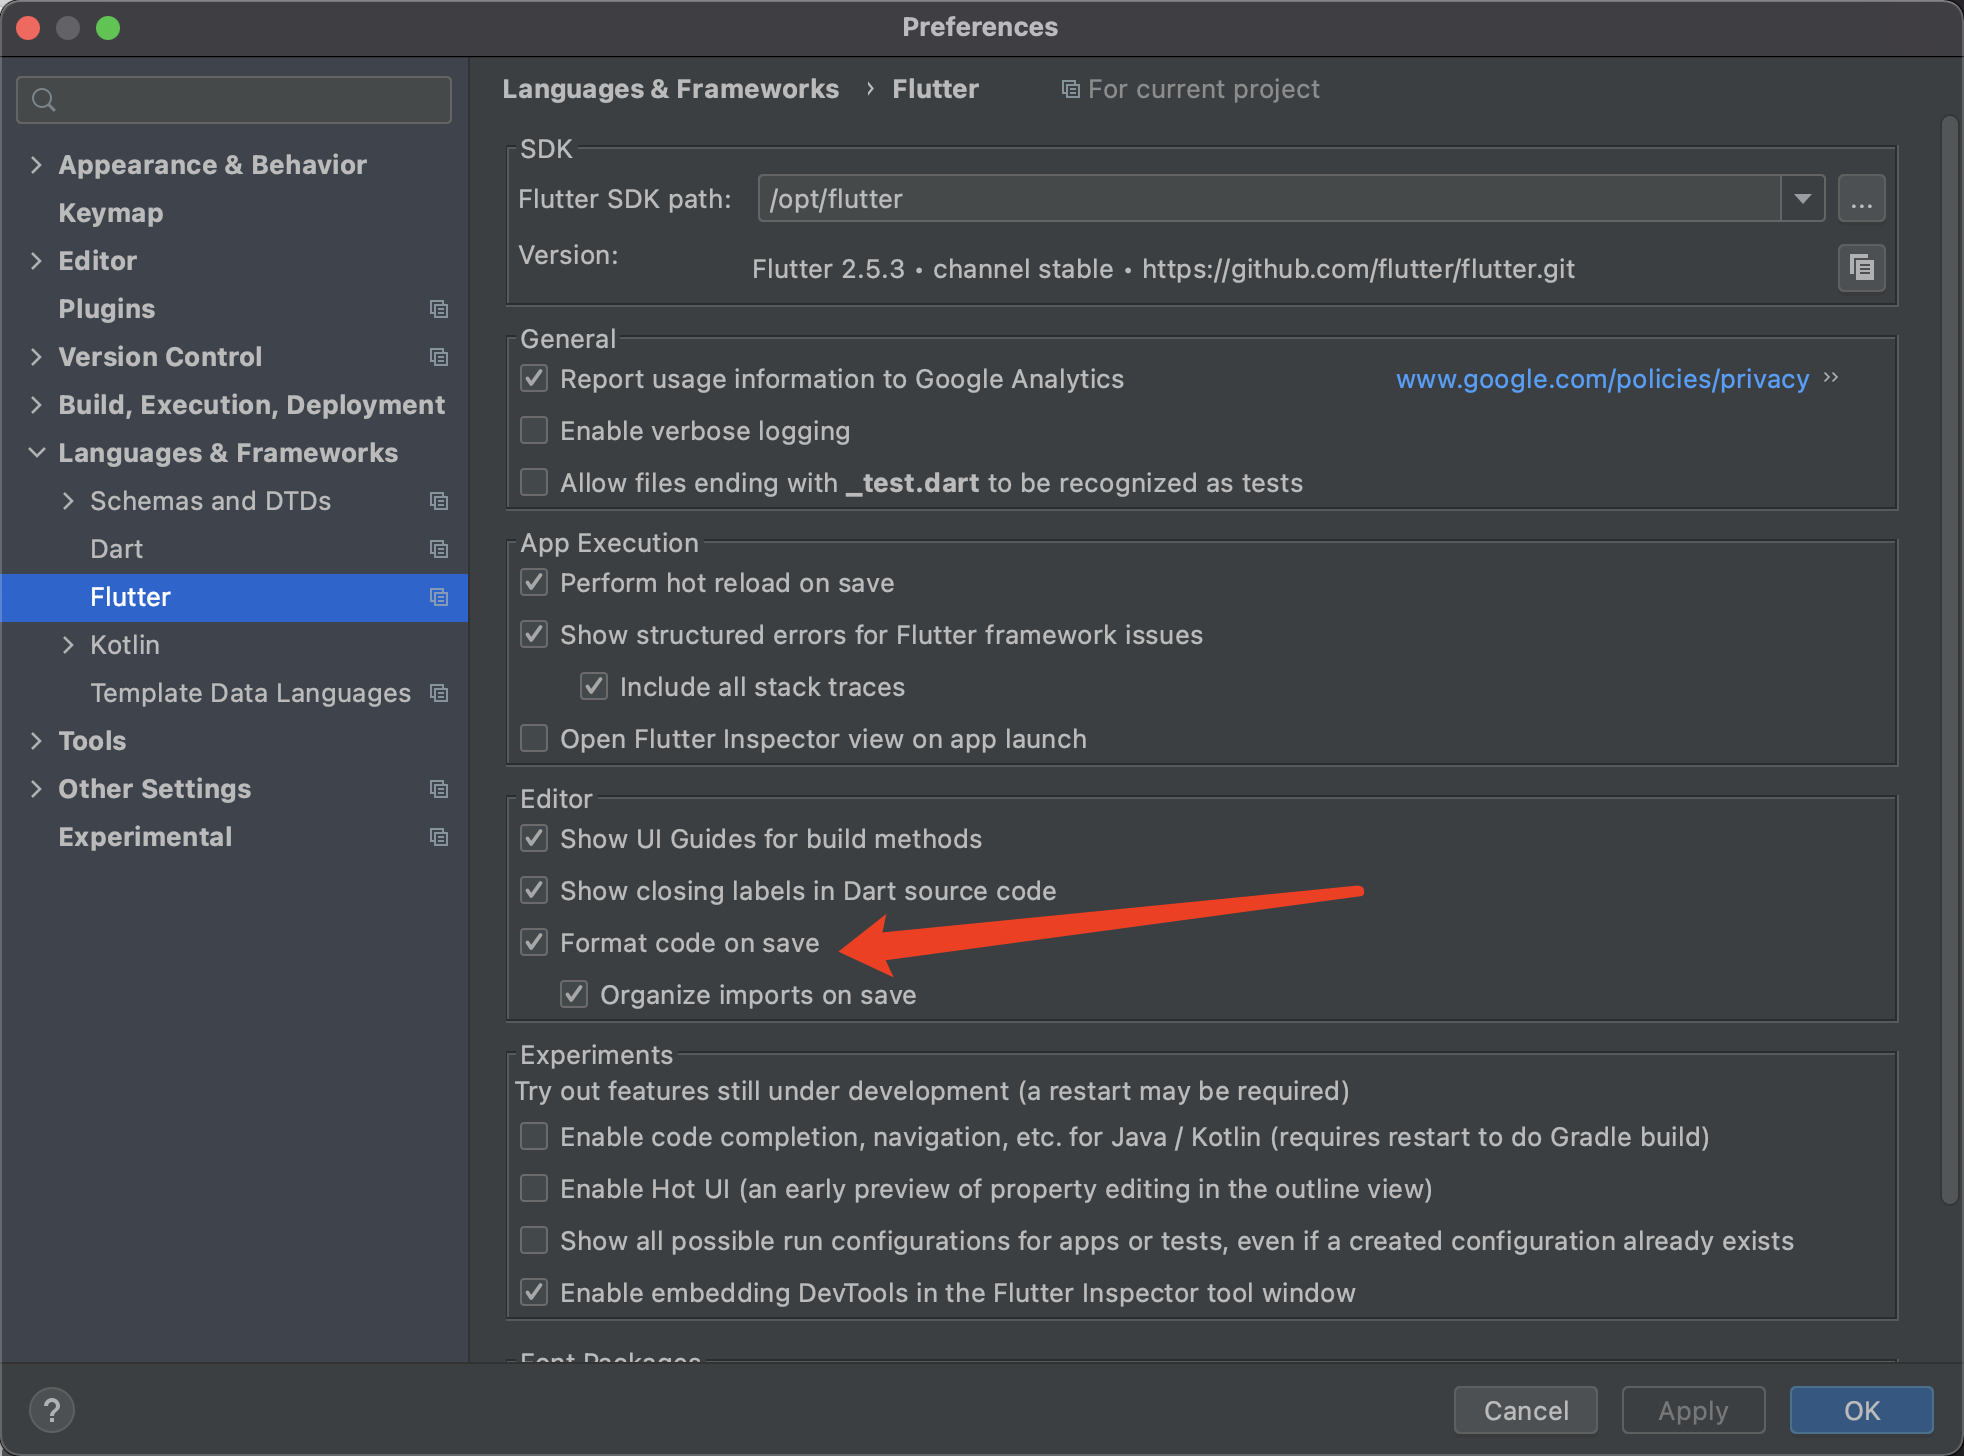 Preferences
Languages & Frameworks › Flutter For current project
Appearance & Behavior
Keymap
Editor
Plugins
Version Control
Build, Execution, Deployment
Languages & Frameworks
Schemas and DTDs
Dart
Flutter
Kotlin
Template Data Languages
Tools
Other Settings
Experimental
SDK
Flutter SDK path: /opt/flutter ...
Version: Flutter 2.5.3 • channel stable • https://github.com/flutter/flutter.git
General
Report usage information to Google Analytics www.google.com/policies/privacy ››
Enable verbose logging
Allow files ending with _test.dart to be recognized as tests
App Execution
Perform hot reload on save
Show structured errors for Flutter framework issues
Include all stack traces
Open Flutter Inspector view on app launch
Editor
Show UI Guides for build methods
Show closing labels in Dart source code
Format code on save
Organize imports on save
Experiments
Try out features still under development (a restart may be required)
Enable code completion, navigation, etc. for Java / Kotlin (requires restart to do Gradle build)
Enable Hot UI (an early preview of property editing in the outline view)
Show all possible run configurations for apps or tests, even if a created configuration already exists
Enable embedding DevTools in the Flutter Inspector tool window
Font Packages
? Cancel Apply OK